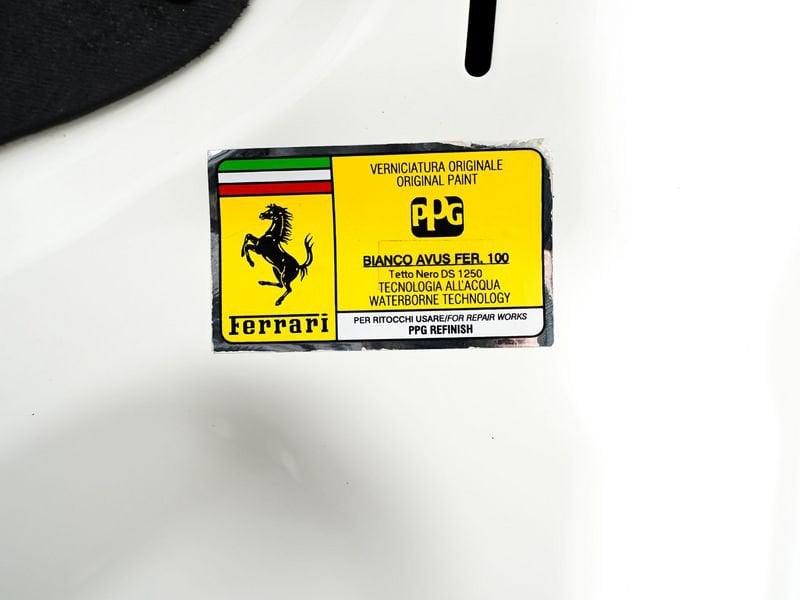 VERNICIATURA ORIGINALE
ORIGINAL PAINT
PPG
BIANCO AVUS FER. 100
Tetto Nero DS 1250
TECNOLOGIA ALL'ACQUA
WATERBORNE TECHNOLOGY
Ferrari
PER RITOCCHI USARE/FOR REPAIR WORKS
PPG REFINISH